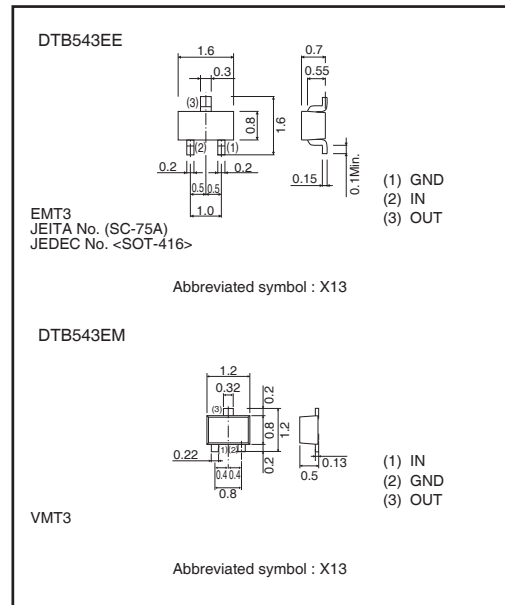 DTB543EE
1.6
0.3
(3)
0.8
1.6
(2)
(1)
0.2
0.2
0.5
0.5
1.0
0.7
0.55
0.15
0.1Min.
(1) GND
(2) IN
(3) OUT
EMT3
JEITA No. (SC-75A)
JEDEC No. <SOT-416>
Abbreviated symbol : X13
DTB543EM
1.2
0.32
0.2
(3)
0.8
1.2
0.22
(1)
(2)
0.2
0.4
0.4
0.8
0.13
0.5
(1) IN
(2) GND
(3) OUT
VMT3
Abbreviated symbol : X13